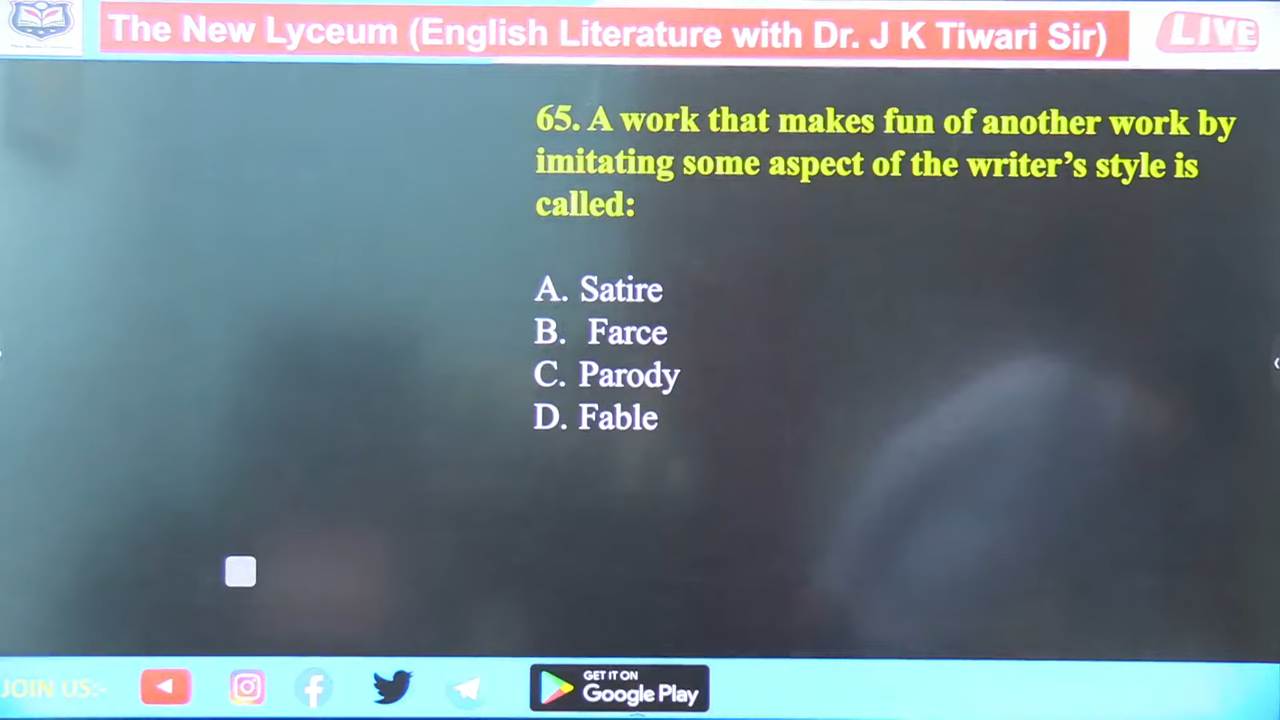 The New Lyceum (English Literature with Dr. J K Tiwari Sir)
LIVE
65. A work that makes fun of another work by
imitating some aspect of the writer's style is
called:
A. Satire
B. Farce
C. Parody
D. Fable
JOIN US:-
GET IT ON
Google Play